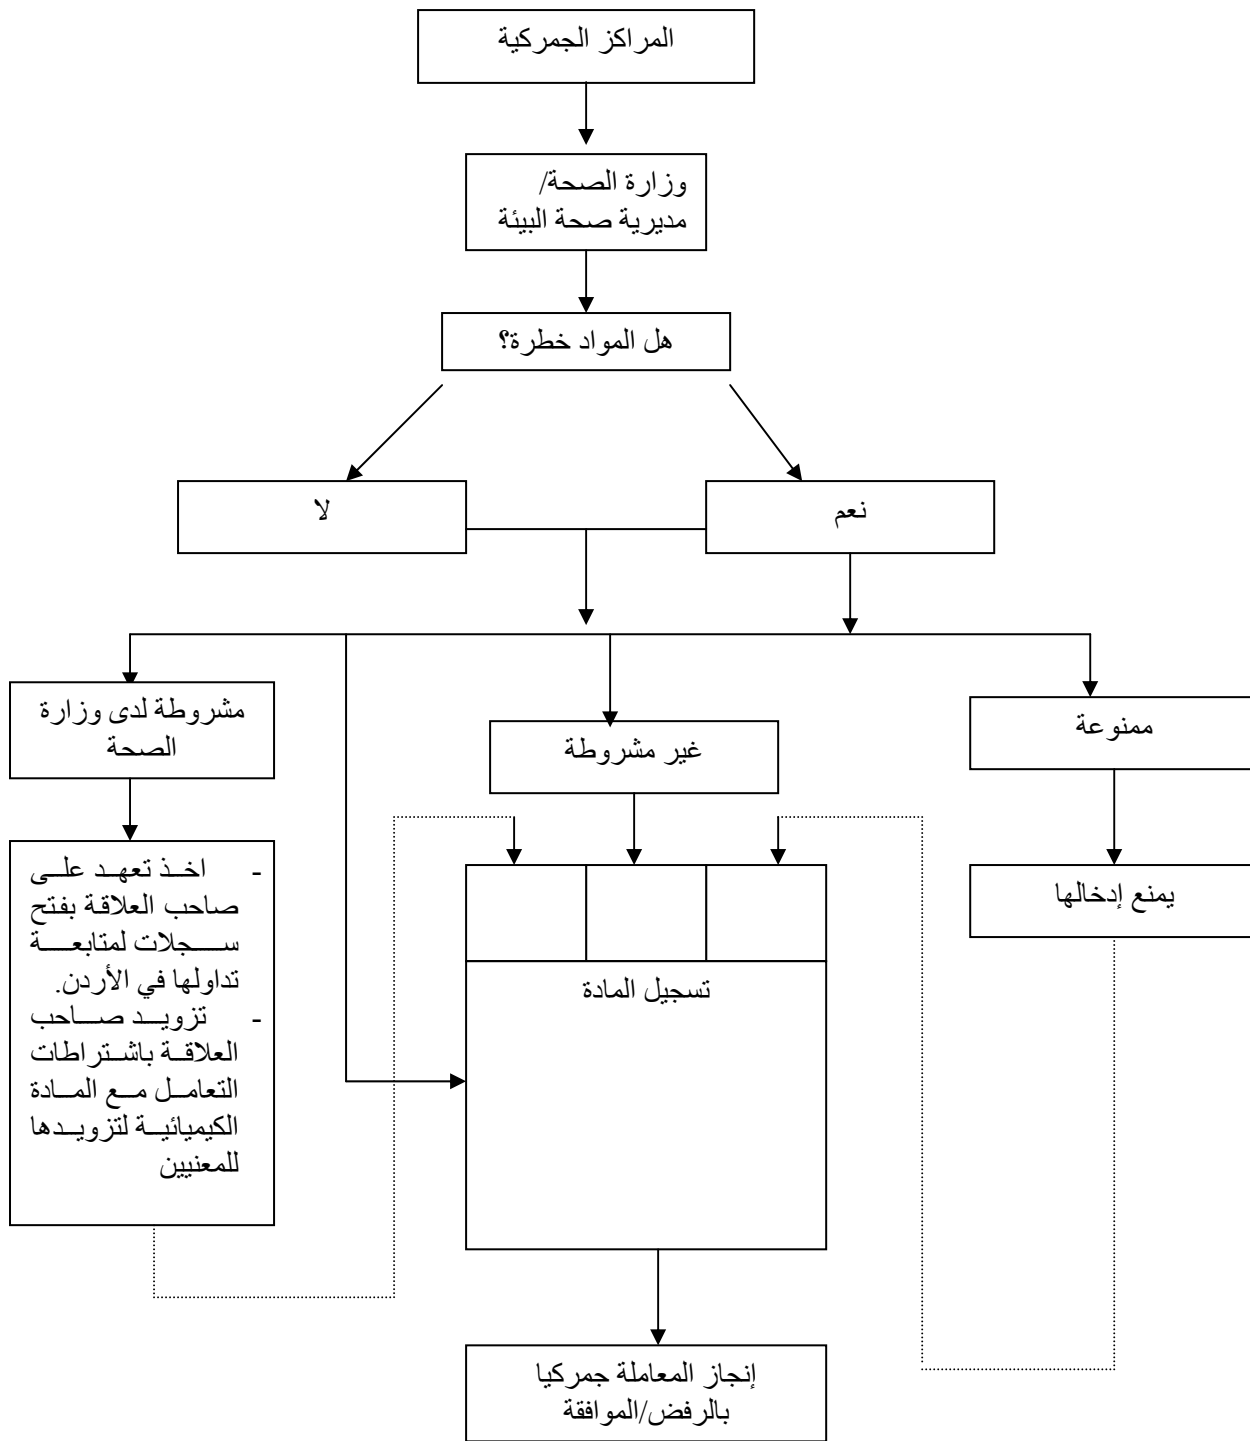 المراكز الجمركية
وزارة الصحة/
مديرية صحة البيئة
هل المواد خطرة؟
نعم
لا
ممنوعة
غير مشروطة
مشروطة لدى وزارة
الصحة
يمنع إدخالها
- اخذ تعهد على
صاحب العلاقة بفتح
سجلات لمتابعة
تداولها في الأردن.
- تزويد صاحب
العلاقة باشتراطات
التعامل مع المادة
الكيميائية لتزويدها
للمعنيين
تسجيل المادة
إنجاز المعاملة جمركيا
بالرفض/الموافقة